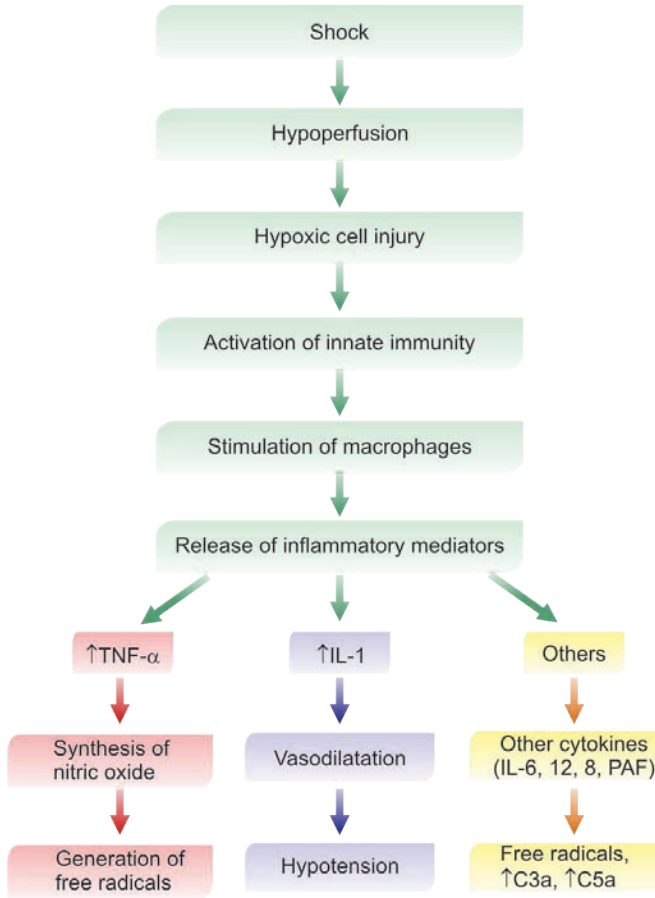 Shock
Hypoperfusion
Hypoxic cell injury
Activation of innate immunity
Stimulation of macrophages
Release of inflammatory mediators
↑TNF-α
↑IL-1
Others
Synthesis of
nitric oxide
Vasodilatation
Other cytokines
(IL-6, 12, 8, PAF)
Generation of
free radicals
Hypotension
Free radicals,
↑C3a, ↑C5a